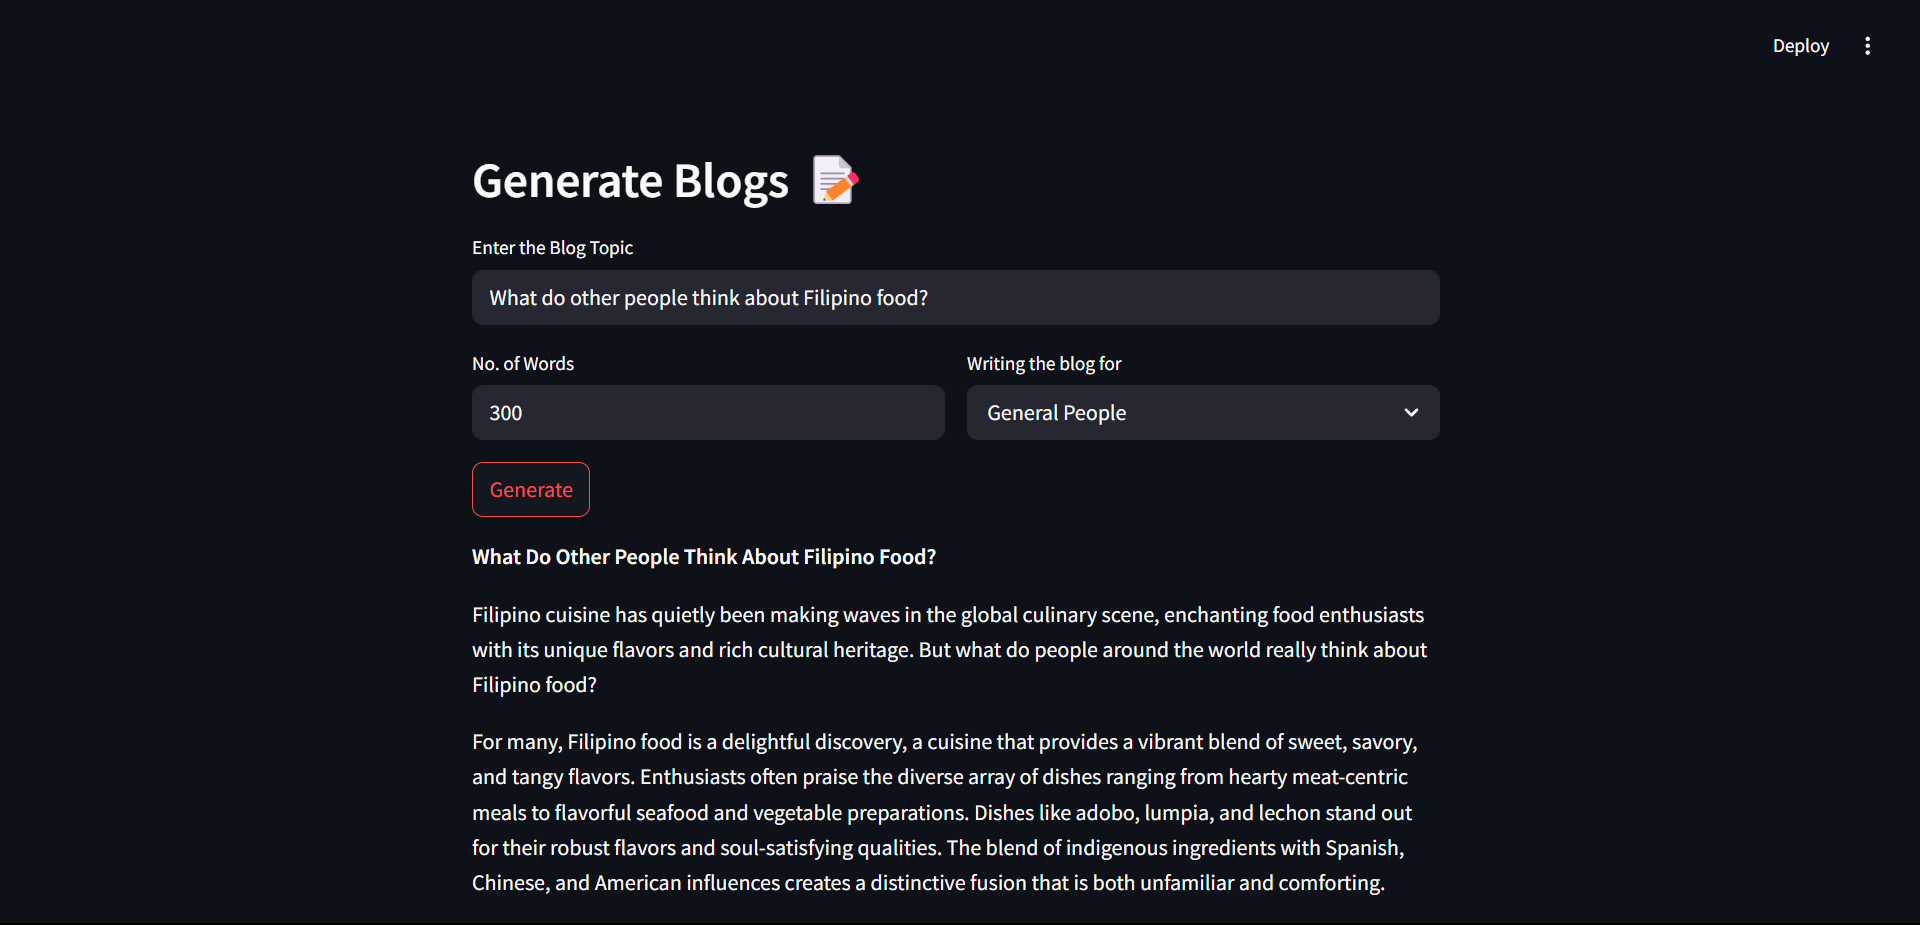 Deploy
Generate Blogs
Enter the Blog Topic
What do other people think about Filipino food?
No. of Words
Writing the blog for
300
General People
Generate
What Do Other People Think About Filipino Food?
Filipino cuisine has quietly been making waves in the global culinary scene, enchanting food enthusiasts
with its unique flavors and rich cultural heritage. But what do people around the world really think about
Filipino food?
For many, Filipino food is a delightful discovery, a cuisine that provides a vibrant blend of sweet, savory,
and tangy flavors. Enthusiasts often praise the diverse array of dishes ranging from hearty meat-centric
meals to flavorful seafood and vegetable preparations. Dishes like adobo, lumpia, and lechon stand out
for their robust flavors and soul-satisfying qualities. The blend of indigenous ingredients with Spanish,
Chinese, and American influences creates a distinctive fusion that is both unfamiliar and comforting.